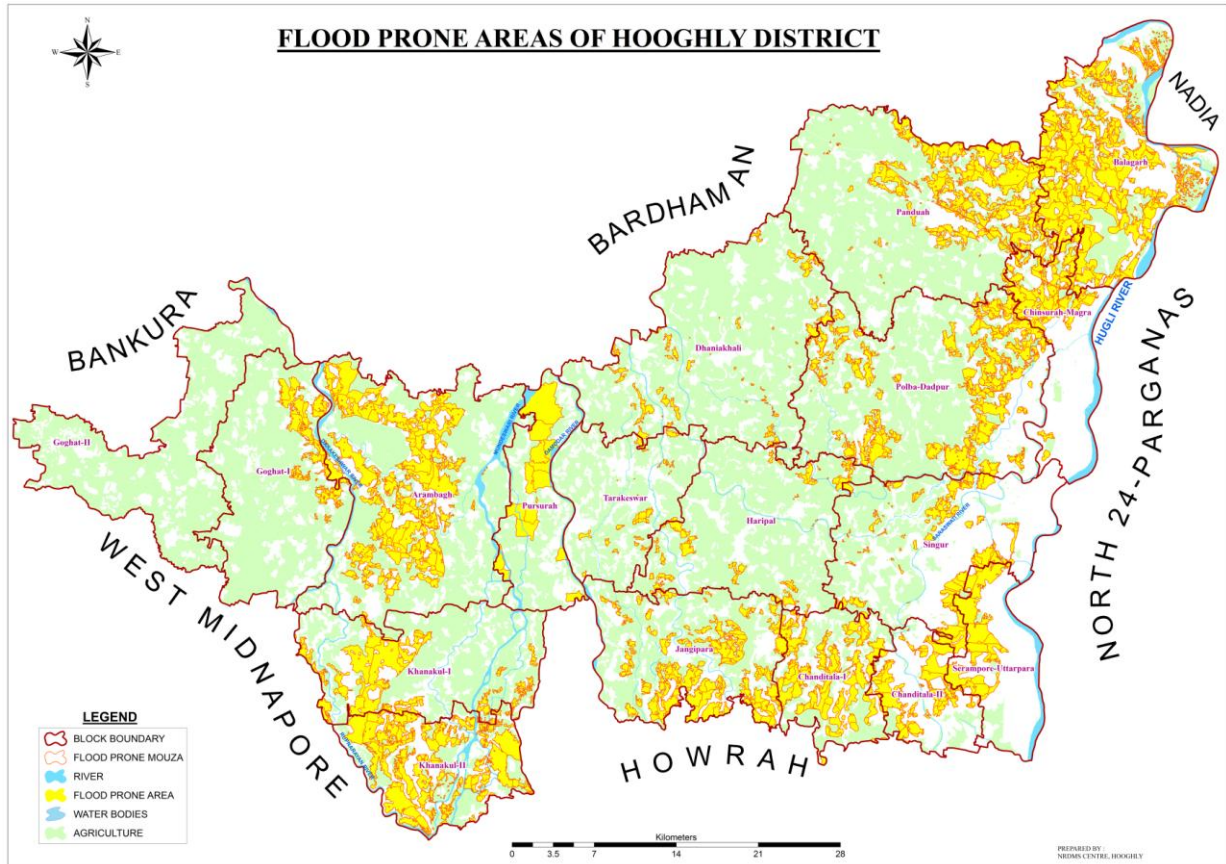 FLOOD PRONE AREAS OF HOOGHLY DISTRICT
N
W E
S
NADIA
Balagarh
BARDHAMAN
Panduah
Chinsurah-Magra
HUGLI RIVER
NORTH 24-PARGANAS
BANKURA
Dhaniakhali
Polba-Dadpur
Goghat-II
Goghat-I
Arambagh
Pursurah
Tarakeswar
Haripal
SARASWATI RIVER
Singur
WEST MIDNAPORE
Khanakul-I
Jangipara
Chanditala-I
Chanditala-II
Serampore-Uttarpara
Khanakul-II
HOWRAH
LEGEND
BLOCK BOUNDARY
FLOOD PRONE MOUZA
RIVER
FLOOD PRONE AREA
WATER BODIES
AGRICULTURE
Kilometers
0 3.5 7 14 21 28
PREPARED BY :
NRDMS CENTRE, HOOGHLY